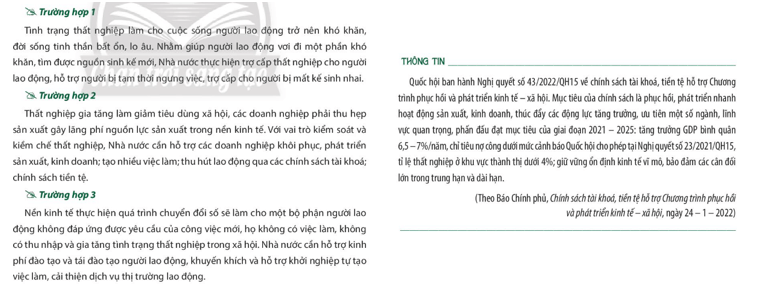 Trường hợp 1
Tình trạng thất nghiệp làm cho cuộc sống người lao động trở nên khó khăn,
đời sống tinh thần bất ổn, lo âu. Nhằm giúp người lao động vơi đi một phần khó
khăn, tìm được nguồn sinh kế mới, Nhà nước thực hiện trợ cấp thất nghiệp cho người
lao động, hỗ trợ người bị tạm thời ngưng việc, trợ cấp cho người bị mất kế sinh nhai.
Chân trời sáng tạo
Trường hợp 2
Thất nghiệp gia tăng làm giảm tiêu dùng xã hội, các doanh nghiệp phải thu hẹp
sản xuất gây lãng phí nguồn lực sản xuất trong nền kinh tế. Với vai trò kiểm soát và
kiềm chế thất nghiệp, Nhà nước cần hỗ trợ các doanh nghiệp khôi phục, phát triển
sản xuất, kinh doanh; tạo nhiều việc làm; thu hút lao động qua các chính sách tài khoá;
chính sách tiền tệ.
Trường hợp 3
Nền kinh tế thực hiện quá trình chuyển đổi số sẽ làm cho một bộ phận người lao
động không đáp ứng được yêu cầu của công việc mới, họ không có việc làm, không
có thu nhập và gia tăng tình trạng thất nghiệp trong xã hội. Nhà nước cần hỗ trợ kinh
phí đào tạo và tái đào tạo người lao động, khuyến khích và hỗ trợ khởi nghiệp tự tạo
việc làm, cải thiện dịch vụ thị trường lao động.
THÔNG TIN
Quốc hội ban hành Nghị quyết số 43/2022/QH15 về chính sách tài khoá, tiền tệ hỗ trợ Chương
trình phục hồi và phát triển kinh tế – xã hội. Mục tiêu của chính sách là phục hồi, phát triển nhanh
hoạt động sản xuất, kinh doanh, thúc đẩy các động lực tăng trưởng, ưu tiên một số ngành, lĩnh
vực quan trọng, phấn đấu đạt mục tiêu của giai đoạn 2021 – 2025: tăng trưởng GDP bình quân
6,5 – 7%/năm, chỉ tiêu nợ công dưới mức cảnh báo Quốc hội cho phép tại Nghị quyết số 23/2021/QH15,
tỉ lệ thất nghiệp ở khu vực thành thị dưới 4%; giữ vững ổn định kinh tế vĩ mô, bảo đảm các cân đối
lớn trong trung hạn và dài hạn.
(Theo Báo Chính phủ, Chính sách tài khoá, tiền tệ hỗ trợ Chương trình phục hồi
và phát triển kinh tế – xã hội, ngày 24 – 1 – 2022)